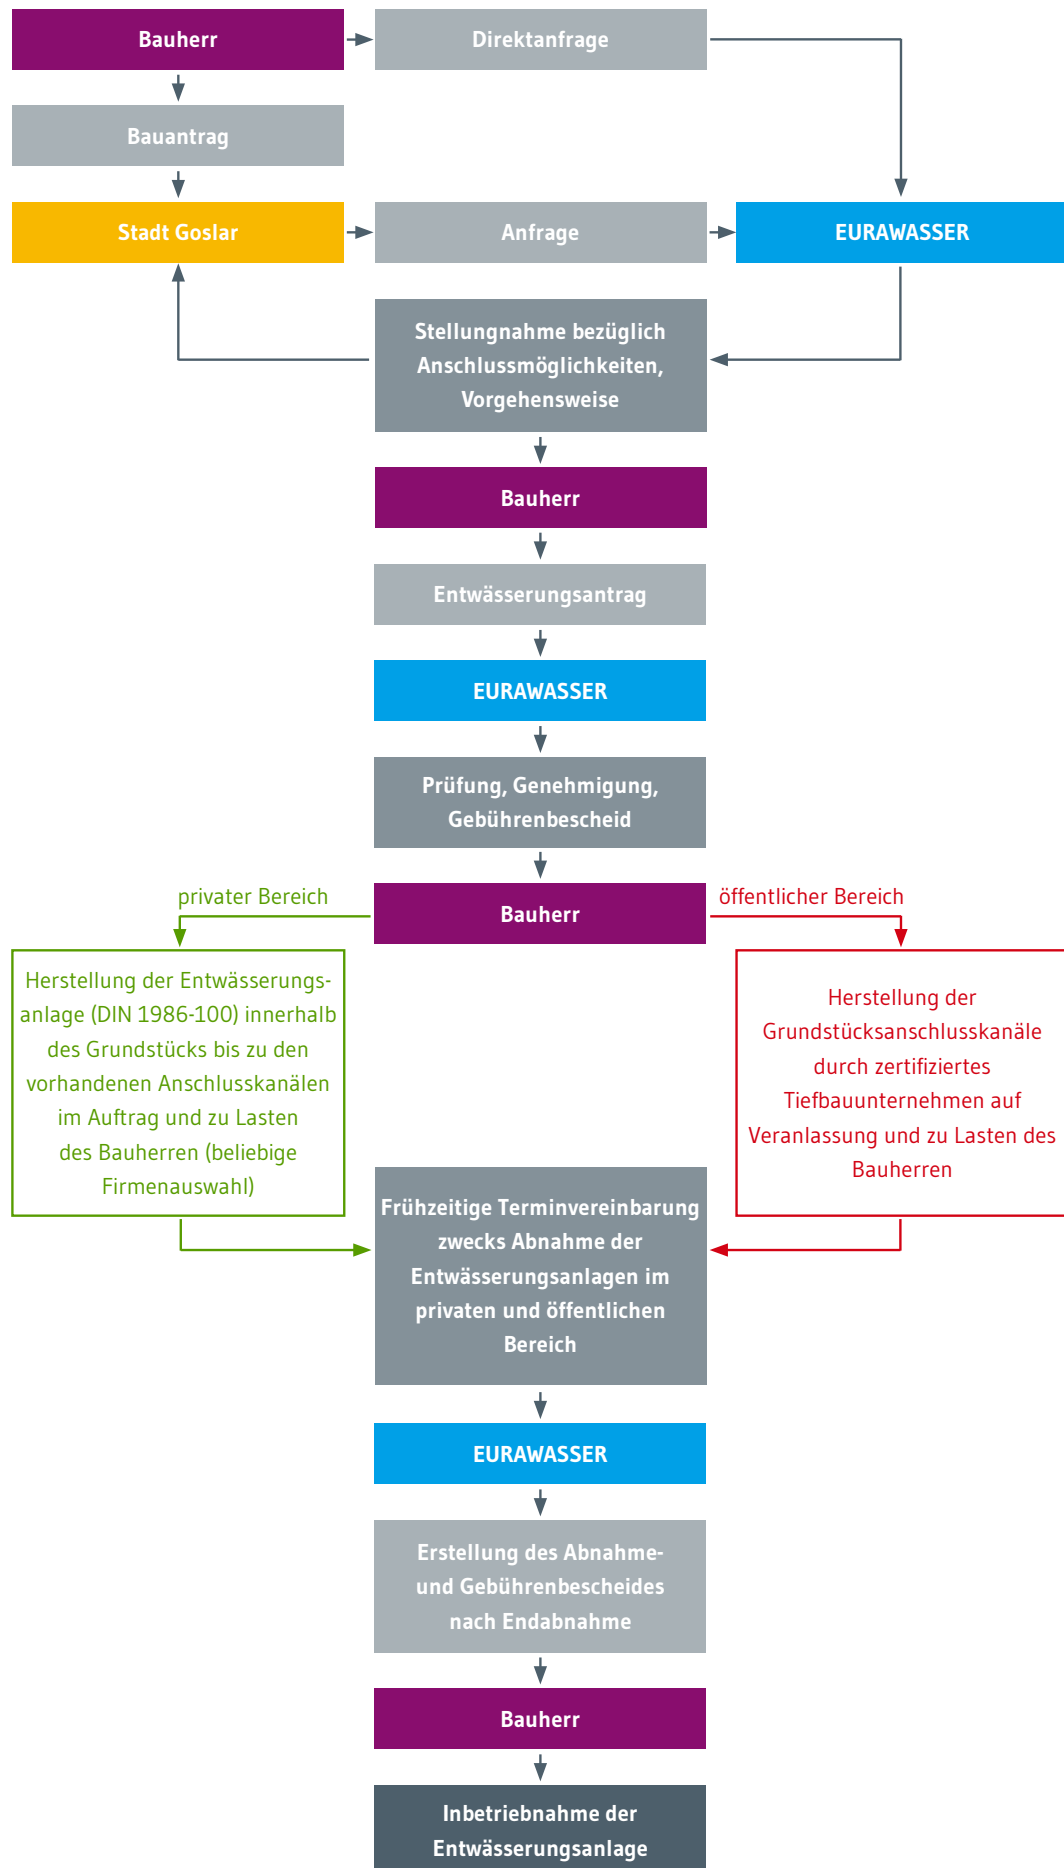 Bauherr
Direktanfrage
Bauantrag
Stadt Goslar
Anfrage
EURAWASSER
Stellungnahme bezüglich
Anschlussmöglichkeiten,
Vorgehensweise
Bauherr
Entwässerungsantrag
EURAWASSER
Prüfung, Genehmigung,
Gebührenbescheid
privater Bereich
Bauherr
öffentlicher Bereich
Herstellung der Entwässerungs-
anlage (DIN 1986-100) innerhalb
des Grundstücks bis zu den
vorhandenen Anschlusskanälen
im Auftrag und zu Lasten
des Bauherren (beliebige
Firmenauswahl)
Herstellung der
Grundstücksanschlusskanäle
durch zertifiziertes
Tiefbauunternehmen auf
Veranlassung und zu Lasten des
Bauherren
Frühzeitige Terminvereinbarung
zwecks Abnahme der
Entwässerungsanlagen im
privaten und öffentlichen
Bereich
EURAWASSER
Erstellung des Abnahme-
und Gebührenbescheides
nach Endabnahme
Bauherr
Inbetriebnahme der
Entwässerungsanlage